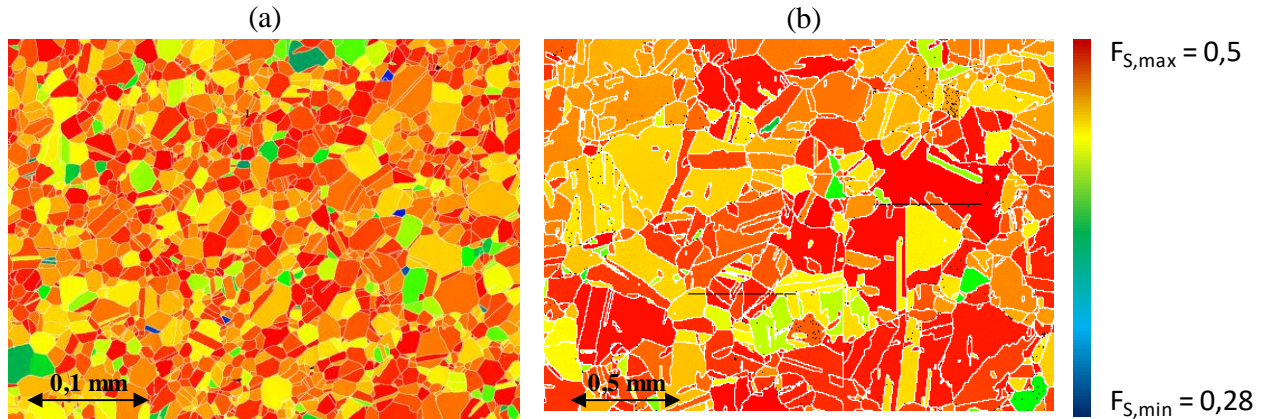 (a)
(b)
F_S,max = 0,5
0,1 mm
0,5 mm
F_S,min = 0,28